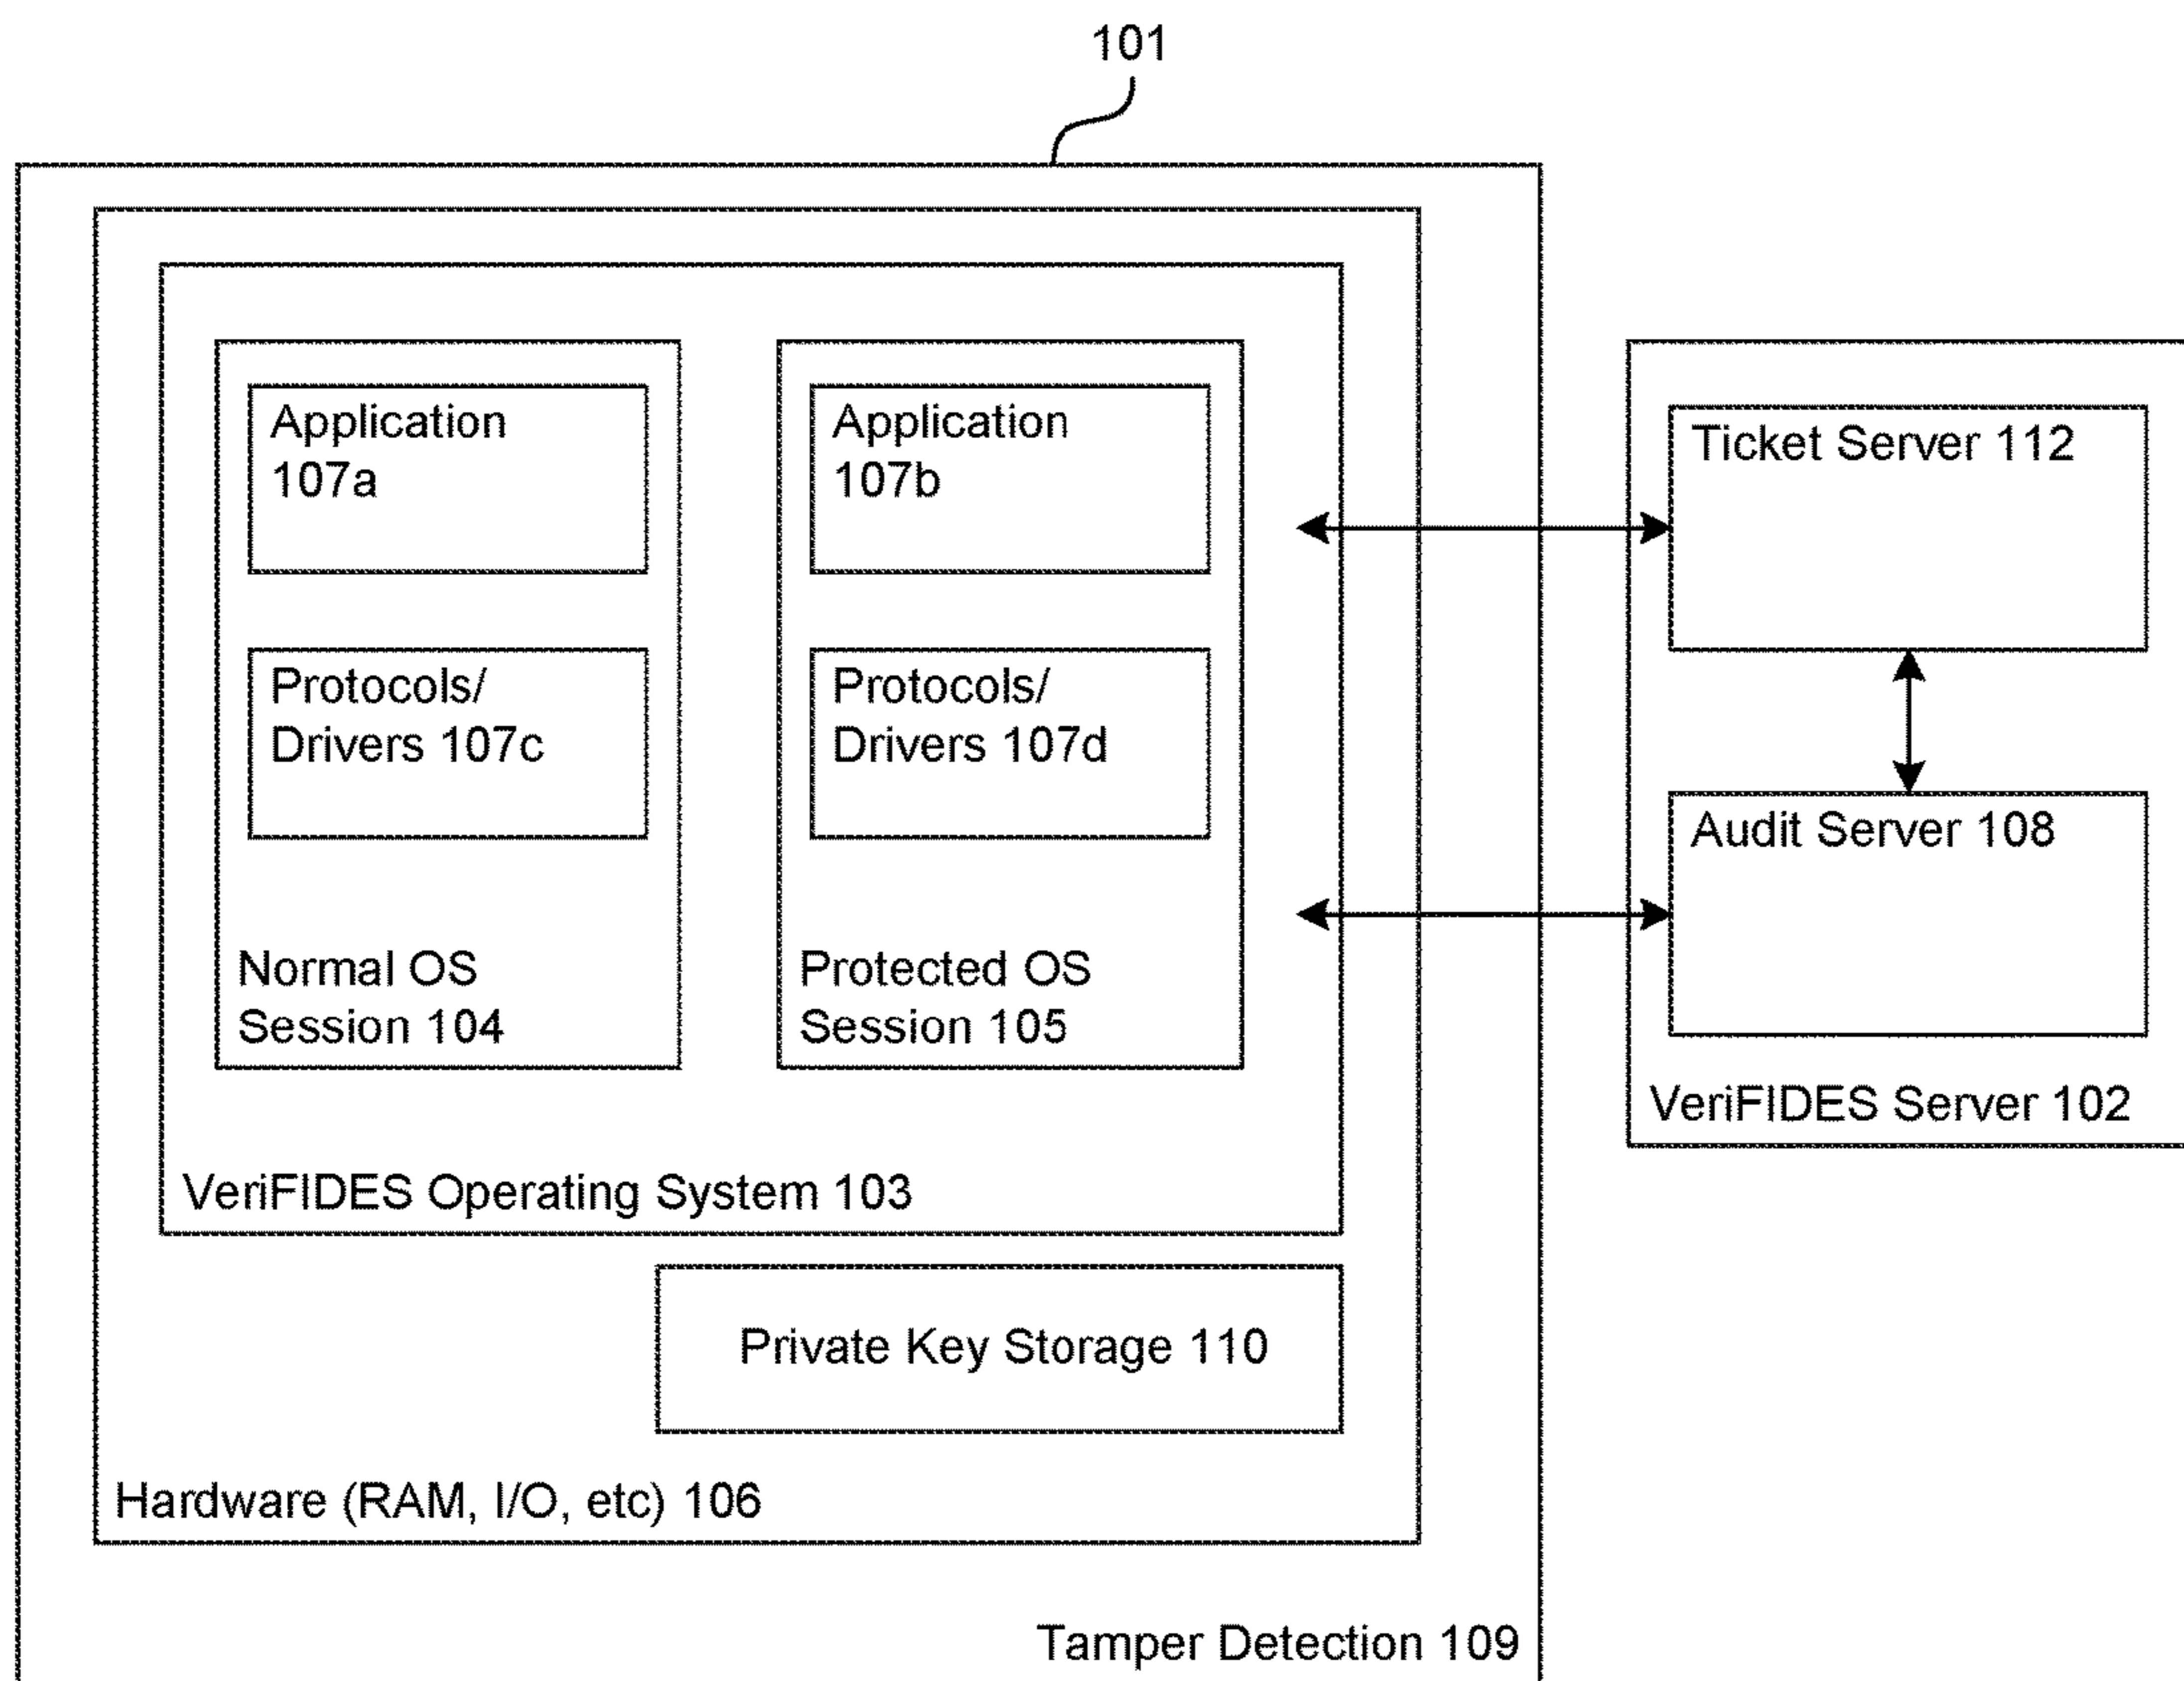 101
Application
107a
Protocols/
Drivers 107c
Normal OS
Session 104
Application
107b
Protocols/
Drivers 107d
Protected OS
Session 105
VeriFIDES Operating System 103
Private Key Storage 110
Hardware (RAM, I/O, etc) 106
Tamper Detection 109
Ticket Server 112
Audit Server 108
VeriFIDES Server 102